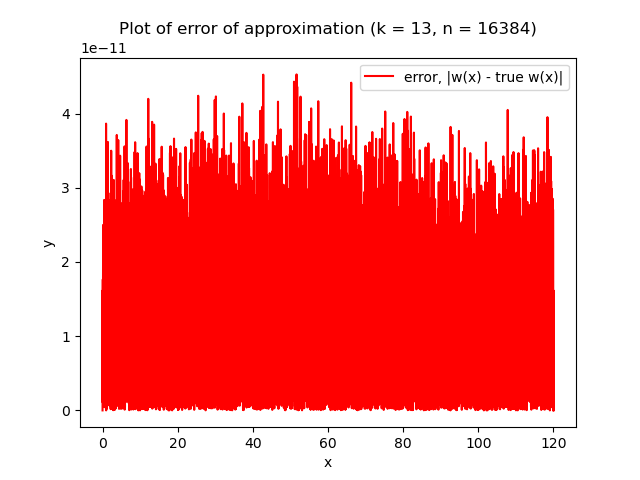 Plot of error of approximation (k = 13, n = 16384)
1e−11
error, |w(x) - true w(x)|
4
3
2
1
0
y
0 20 40 60 80 100 120
x